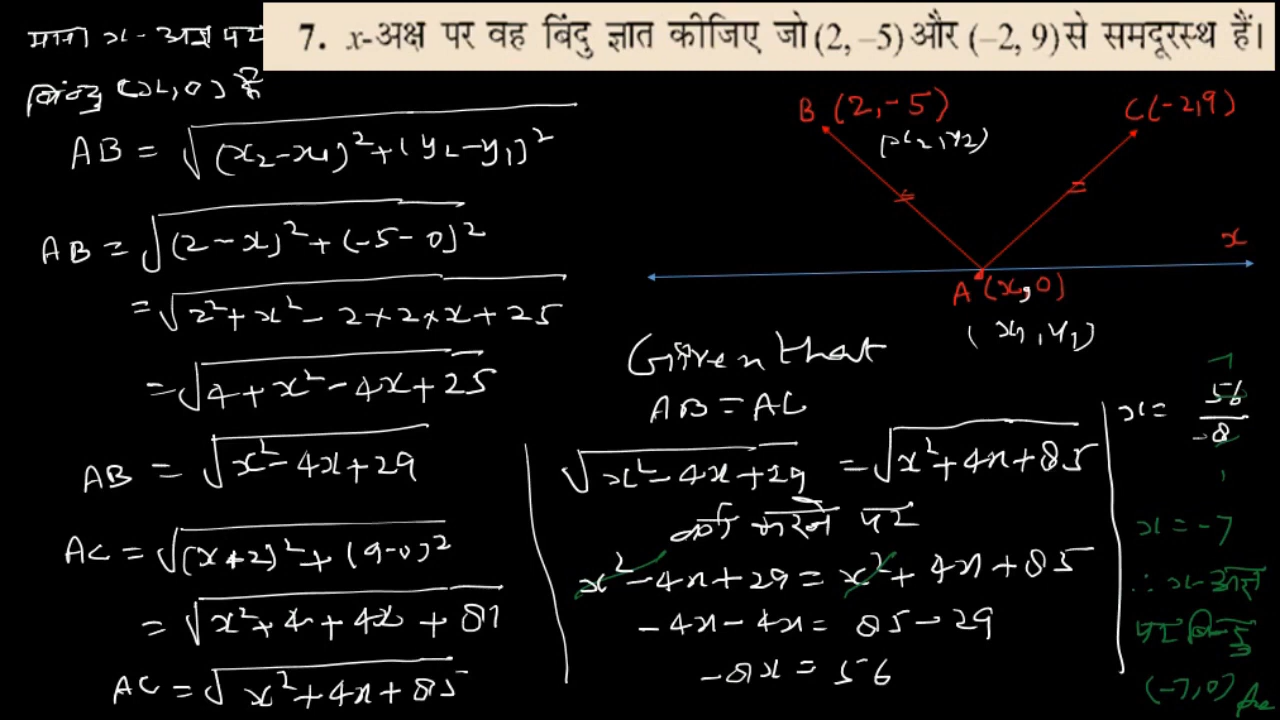 7. x-अक्ष पर वह बिंदु ज्ञात कीजिए जो (2, –5) और (–2, 9) से समदूरस्थ हैं।
माना x-अक्ष पर
बिन्दु (x,0) है
AB = √(x₂-x₁)²+(y₂-y₁)²
AB = √(2-x)²+(-5-0)²
=√2²+x²-2×2×x+25
=√4+x²-4x+25
AB = √x²-4x+29
AC = √(x+2)²+(9-0)²
= √x²+4+4x+81
AC = √x²+4x+85
B (2,-5)
(x₂,y₂)
C(-2,9)
x
A (x,0)
(x₁,y₁)
Given that
AB = AC
√x²-4x+29 = √x²+4x+85
वर्ग करने पर
x²-4x+29 = x²+4x+85
-4x-4x = 85-29
-8x = 56
7
x = 56/-8
1
x = -7
∴ x-अक्ष
पर बिन्दु
(-7,0) Ans